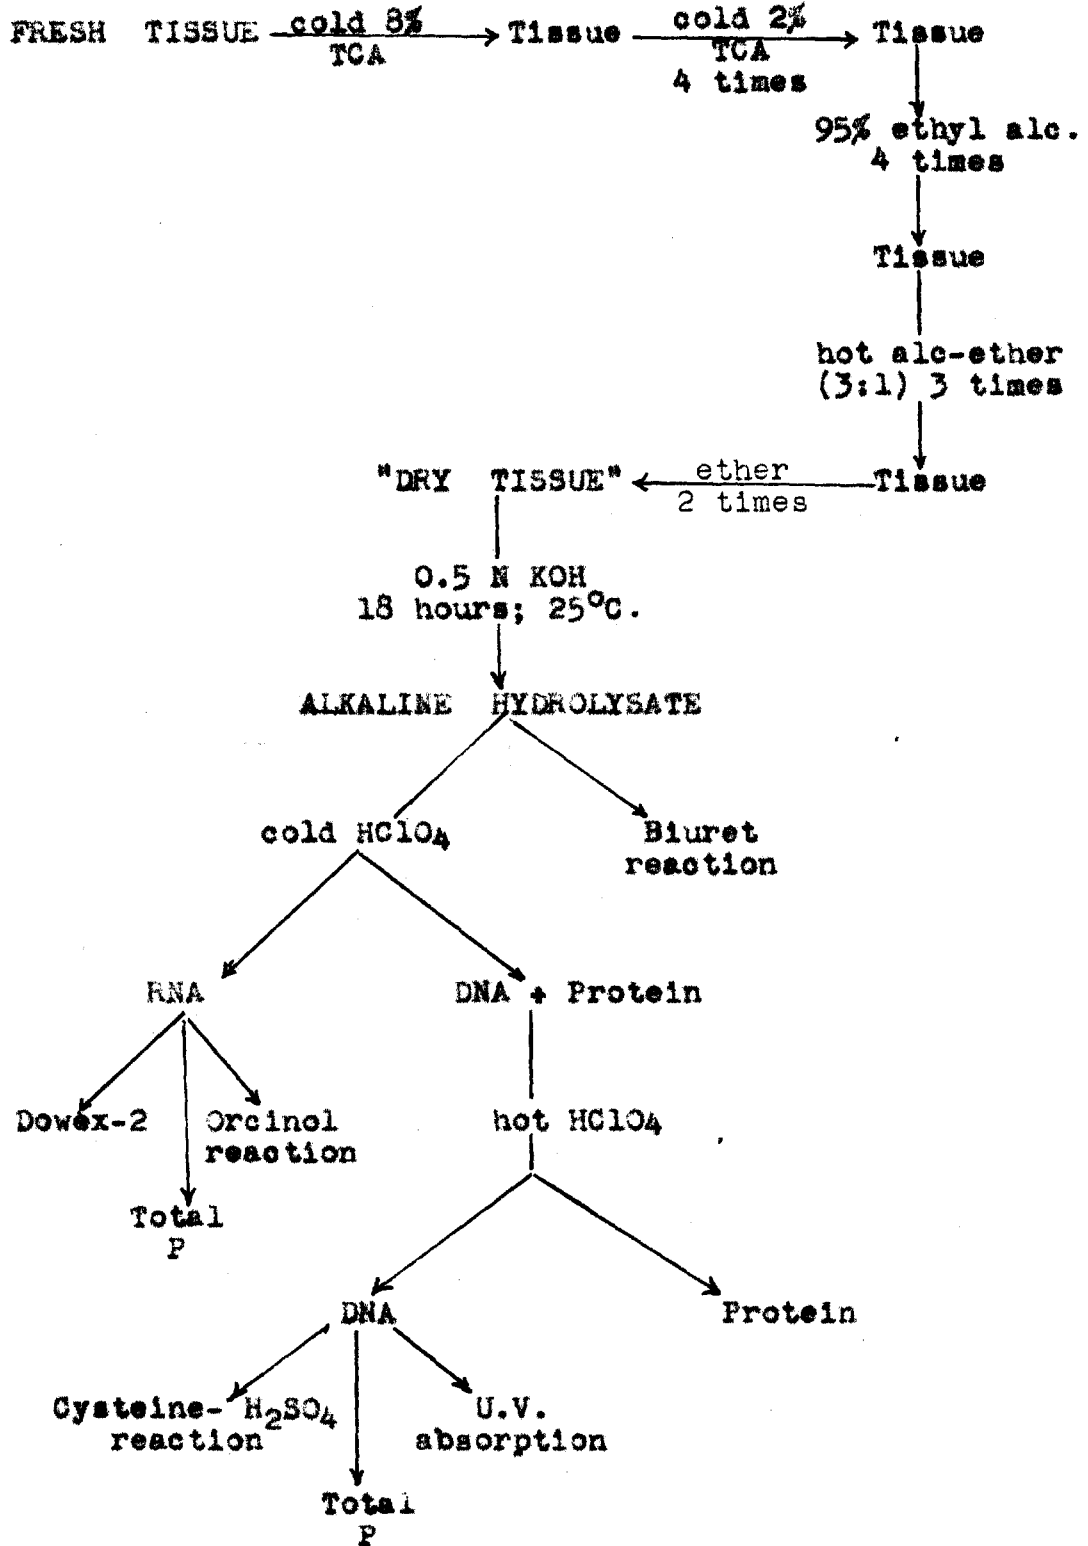 FRESH TISSUE cold 8% Tissue cold 2% Tissue
TCA TCA
4 times
95% ethyl alc.
4 times
Tissue
hot alc-ether
(3:1) 3 times
"DRY TISSUE" ether Tissue
2 times
0.5 N KOH
18 hours; 25°C.
ALKALINE HYDROLYSATE
cold HClO4 Biuret
reaction
RNA DNA + Protein
Dowex-2 Orcinol hot HClO4
reaction
Total
P
DNA Protein
Cysteine- H2SO4 U.V.
reaction absorption
Total
P